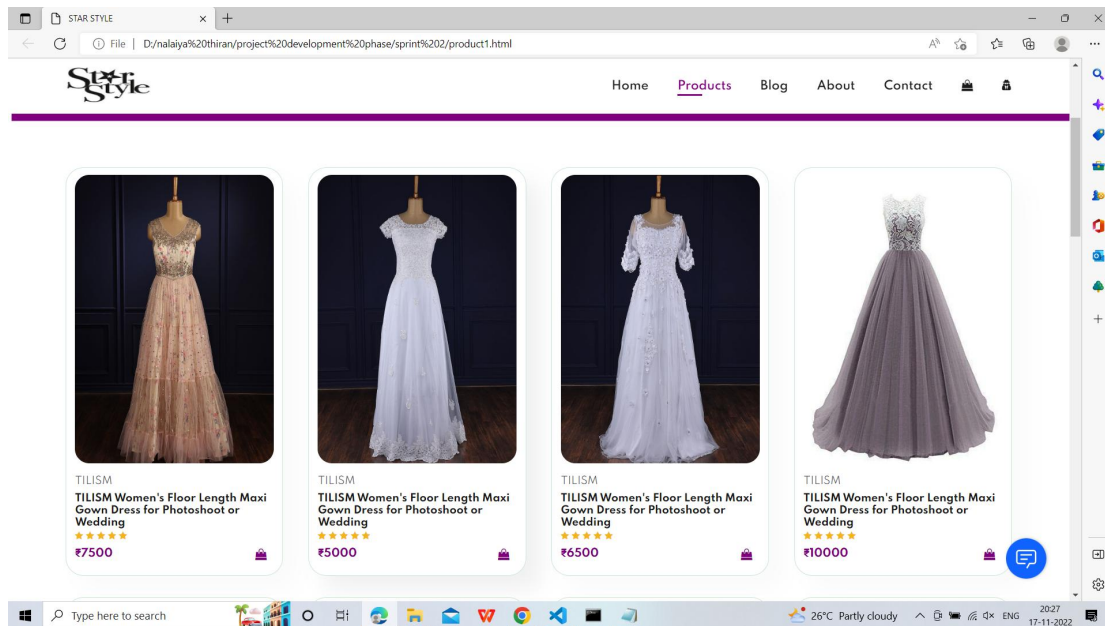 STAR STYLE
File | D:/nalaiya%20thiran/project%20development%20phase/sprint%202/product1.html
Star
Style
Home Products Blog About Contact
TILISM
TILISM Women's Floor Length Maxi
Gown Dress for Photoshoot or
Wedding
₹7500
TILISM
TILISM Women's Floor Length Maxi
Gown Dress for Photoshoot or
Wedding
₹5000
TILISM
TILISM Women's Floor Length Maxi
Gown Dress for Photoshoot or
Wedding
₹6500
TILISM
TILISM Women's Floor Length Maxi
Gown Dress for Photoshoot or
Wedding
₹10000
Type here to search
26°C Partly cloudy
ENG
20:27
17-11-2022